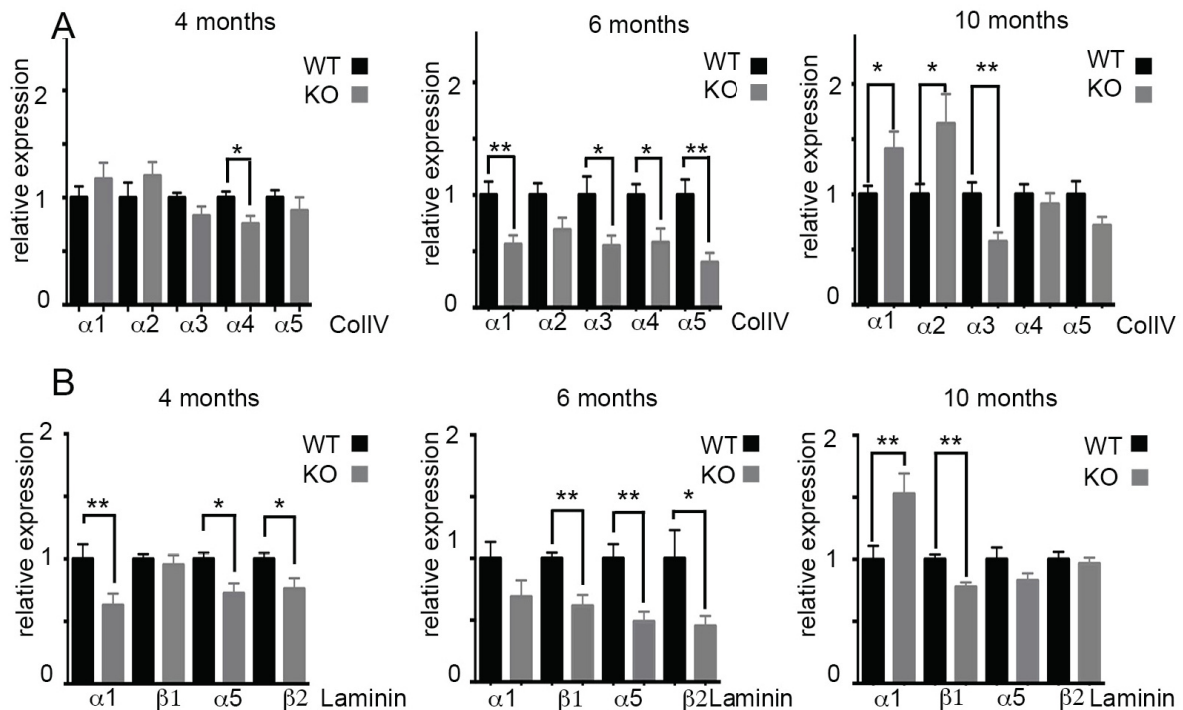 A
4 months
6 months
10 months
relative expression
2
1
0
WT
KO
*
α1 α2 α3 α4 α5 ColIV
relative expression
2
1
0
WT
KO
** * * **
α1 α2 α3 α4 α5 ColIV
relative expression
2
1
0
WT
KO
* * **
α1 α2 α3 α4 α5 ColIV
B
4 months
6 months
10 months
relative expression
2
1
0
WT
KO
** * *
α1 β1 α5 β2 Laminin
relative expression
2
1
0
WT
KO
** ** *
α1 β1 α5 β2 Laminin
relative expression
2
1
0
WT
KO
** **
α1 β1 α5 β2 Laminin